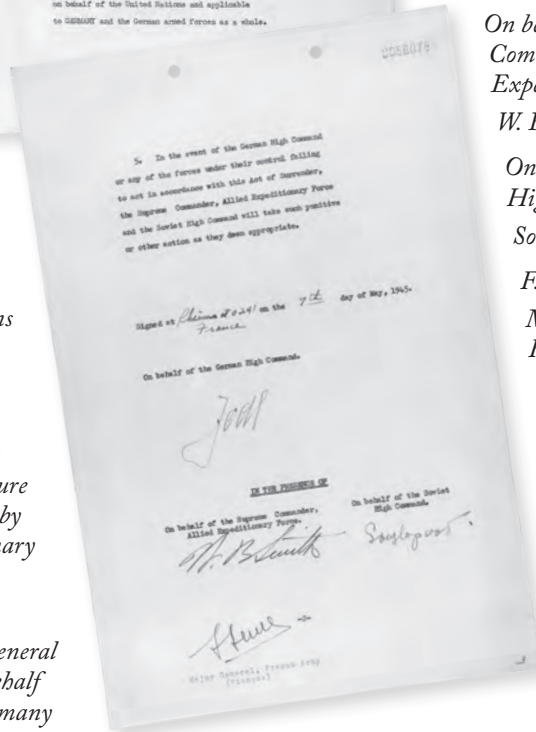 on behalf of the United Nations and applicable
to GERMANY and the German armed forces as a whole.
5. In the event of the German High Command
or any of the forces under their control failing
to act in accordance with this Act of Surrender,
the Supreme Commander, Allied Expeditionary Force
and the Soviet High Command will take such punitive
or other action as they deem appropriate.
Signed at Rheims at 0241 on the 7th day of May, 1945.
France
On behalf of the German High Command.
Jodl
IN THE PRESENCE OF
On behalf of the Supreme Commander,
Allied Expeditionary Force.
W. B. Smith
On behalf of the Soviet
High Command.
Major General, French Army
(Witness)
ns
ure
by
nary
eneral
half
many
On be
Com
Expe
W. B
On
Hig
So
F.